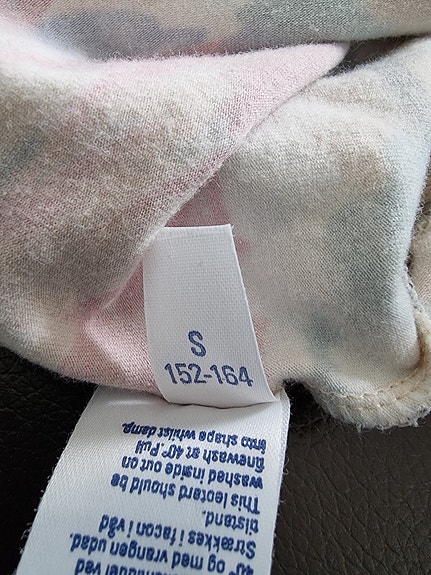 S
152-164
ved
40° og med vrangen udad.
Strækkes i facon i våd
tilstand.
This leotard should be
washed inside out on
finewash at 40° Pull
into shape whilst damp.